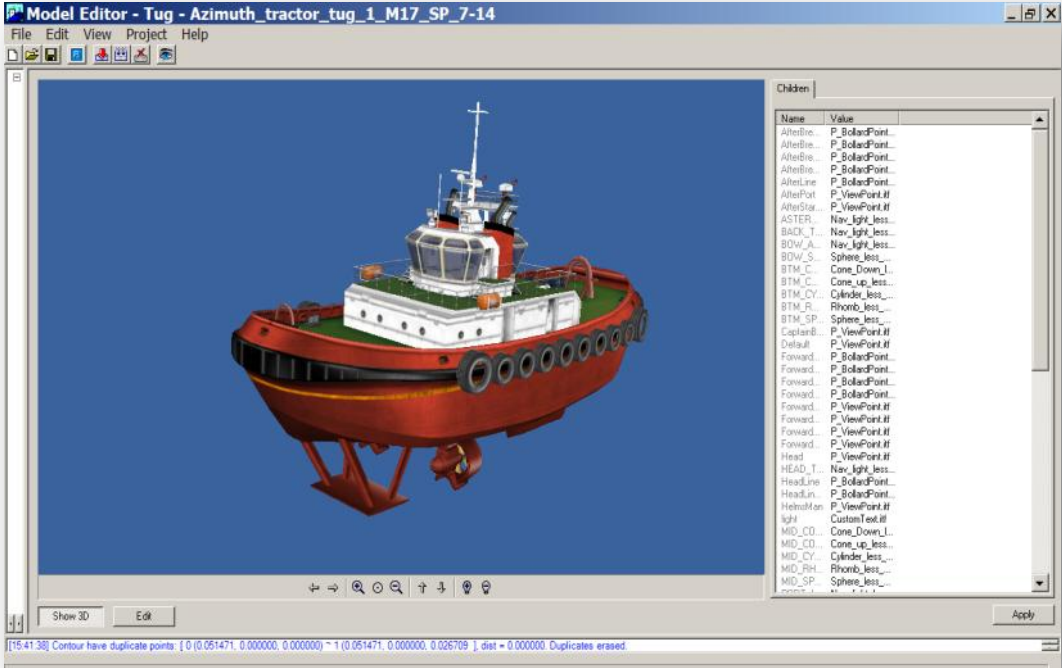 Model Editor - Tug - Azimuth_tractor_tug_1_M17_SP_7-14
File Edit View Project Help
Children
Name Value
AfterBre... P_BollardPoint...
AfterBre... P_BollardPoint...
AfterBre... P_BollardPoint...
AfterBre... P_BollardPoint...
AfterLine P_BollardPoint...
AfterPort P_ViewPoint.itf
AfterStar... P_ViewPoint.itf
ASTER... Nav_light_less...
BACK_T... Nav_light_less...
BOW_A... Nav_light_less...
BOW_S... Sphere_less_...
BTM_C... Cone_Down_l...
BTM_C... Cone_up_less...
BTM_CY... Cylinder_less_...
BTM_R... Rhomb_less_...
BTM_SP... Sphere_less_...
CaptainB... P_ViewPoint.itf
Default P_ViewPoint.itf
Forward... P_BollardPoint...
Forward... P_BollardPoint...
Forward... P_BollardPoint...
Forward... P_BollardPoint...
Forward... P_ViewPoint.itf
Forward... P_ViewPoint.itf
Forward... P_ViewPoint.itf
Forward... P_ViewPoint.itf
Head P_ViewPoint.itf
HEAD_T... Nav_light_less...
HeadLine P_BollardPoint...
HeadLin... P_BollardPoint...
HelmsMan P_ViewPoint.itf
light CustomText.itf
MID_CO... Cone_Down_l...
MID_CO... Cone_up_less...
MID_CY... Cylinder_less_...
MID_RH... Rhomb_less_...
MID_SP... Sphere_less_...
Show 3D Edit Apply
[15:41:38] Contour have duplicate points: [ 0 (0.051471, 0.000000, 0.000000) ~ 1 (0.051471, 0.000000, 0.026709 ], dist = 0.000000. Duplicates erased.